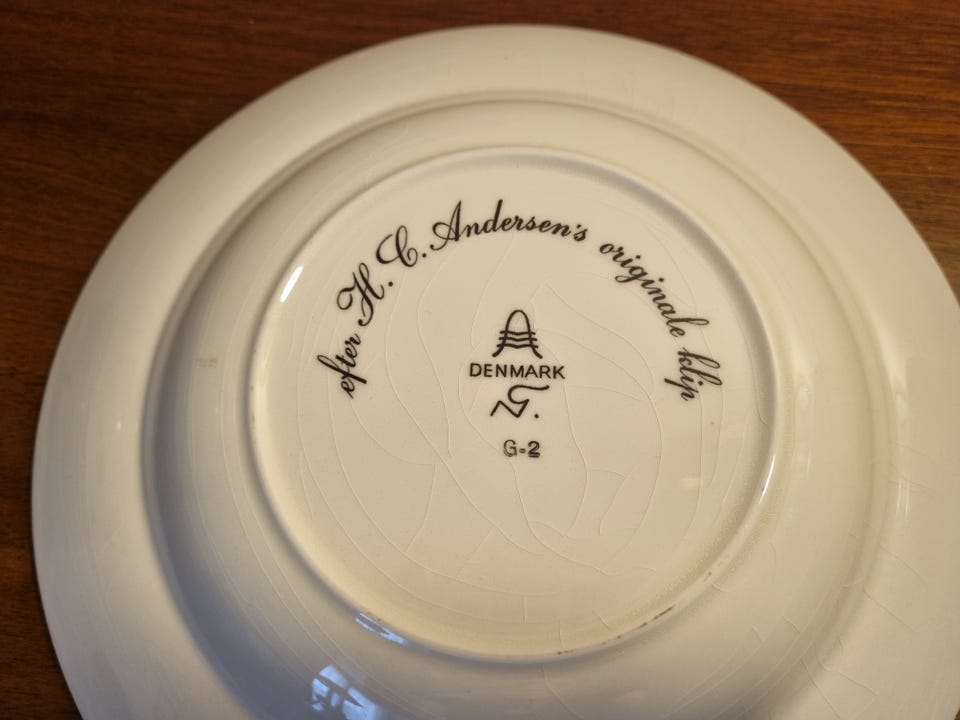 efter H. C. Andersen's originale klip
DENMARK
G-2